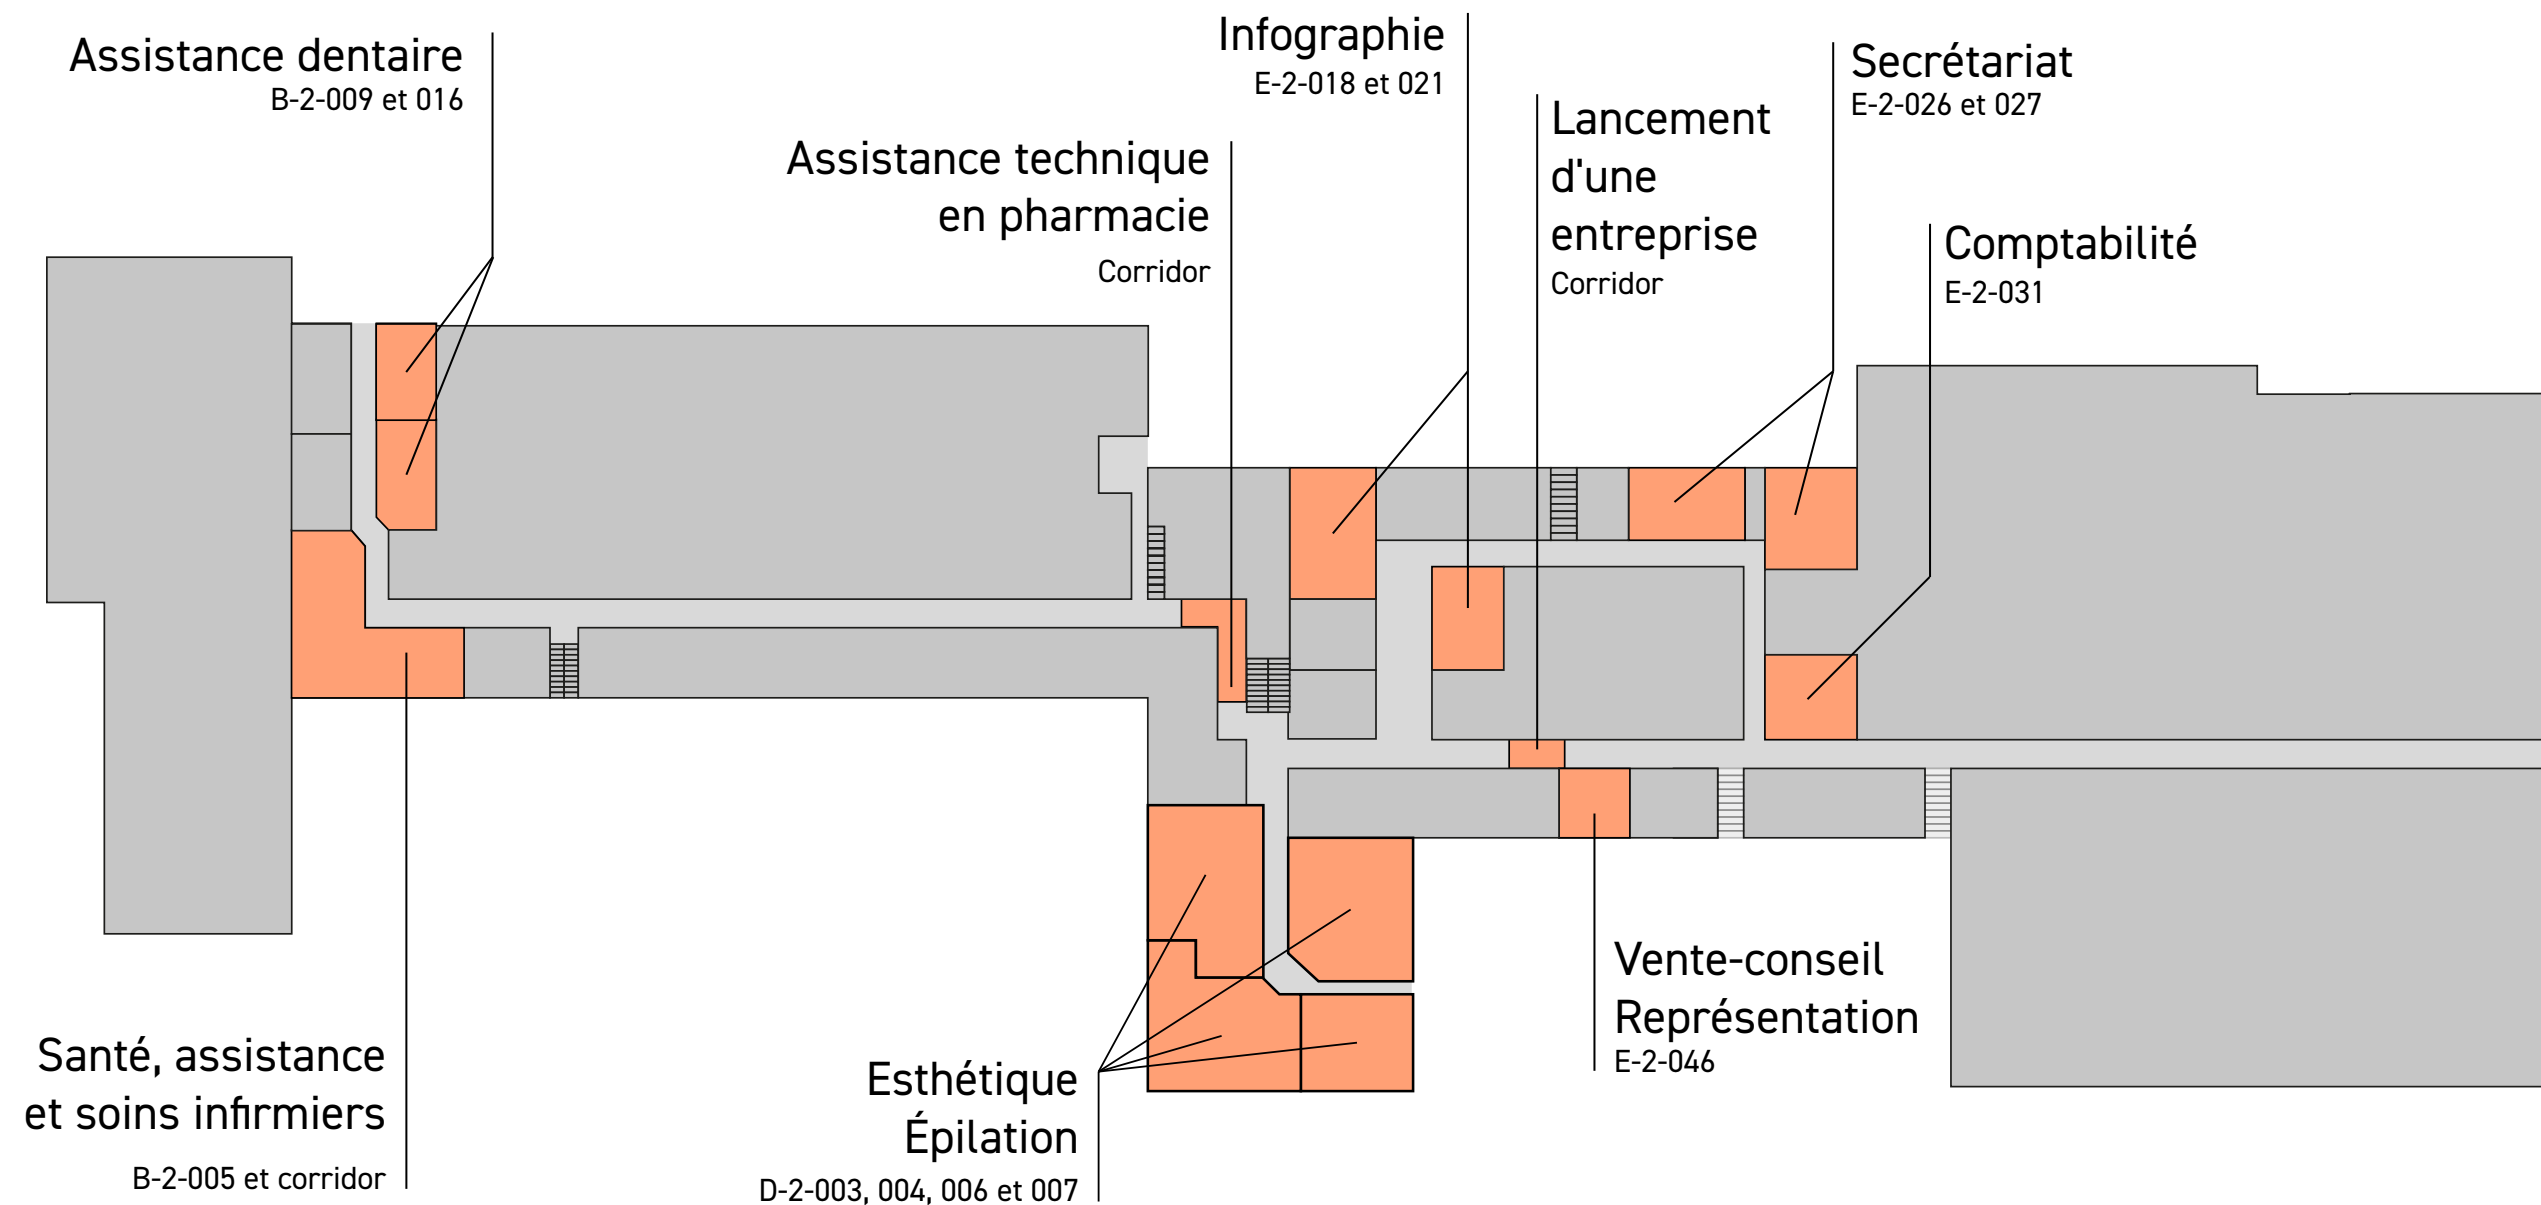 Assistance dentaire
B-2-009 et 016
Assistance technique
en pharmacie
Corridor
Infographie
E-2-018 et 021
Lancement
d'une
entreprise
Corridor
Secrétariat
E-2-026 et 027
Comptabilité
E-2-031
Santé, assistance
et soins infirmiers
B-2-005 et corridor
Esthétique
Épilation
D-2-003, 004, 006 et 007
Vente-conseil
Représentation
E-2-046